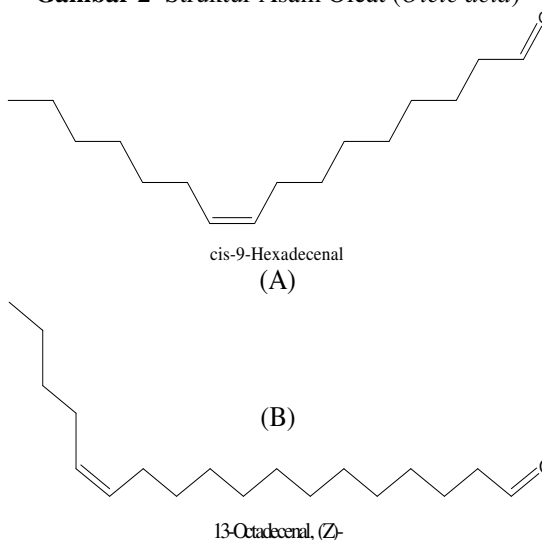 Gambar 2 Struktur Asam Oleat (Oleic acid)
cis-9-Hexadecenal
(A)
(B)
13-Octadecenal, (Z)-